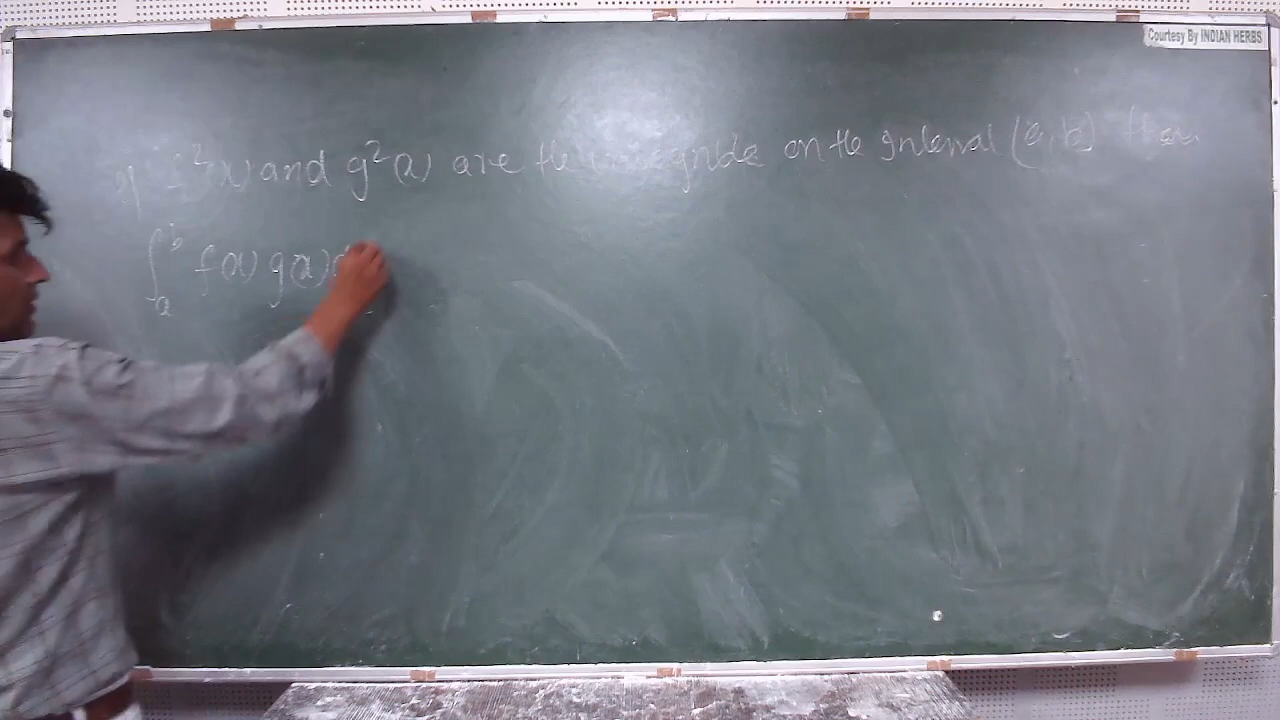 Courtesy By INDIAN HERBS
If f²(x) and g²(x) are the integrable on the Interval (a, b) then
∫ₐᵇ f(x) g(x) d